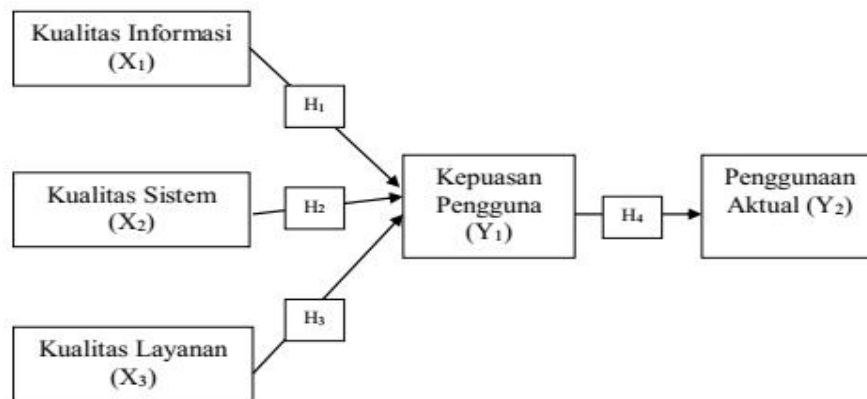 Kualitas Informasi
(X₁)
H₁
Kualitas Sistem
(X₂)
H₂
Kepuasan
Pengguna
(Y₁)
H₄
Penggunaan
Aktual (Y₂)
H₃
Kualitas Layanan
(X₃)